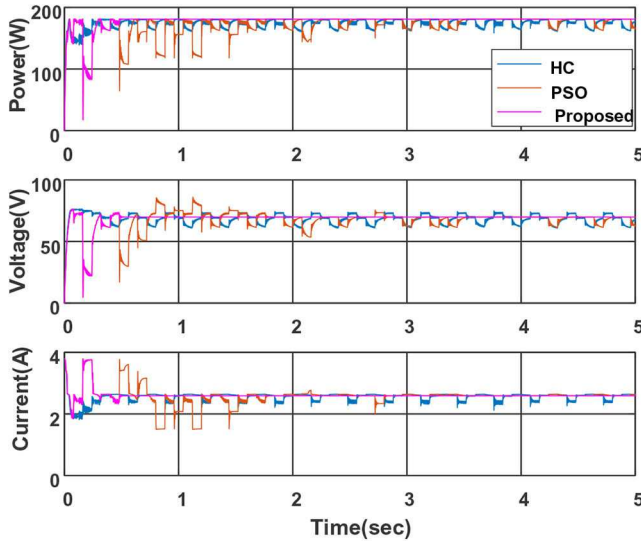 200
100
0
Power(W)
HC
PSO
Proposed
0 1 2 3 4 5
100
50
0
Voltage(V)
0 1 2 3 4 5
4
2
0
Current(A)
0 1 2 3 4 5
Time(sec)